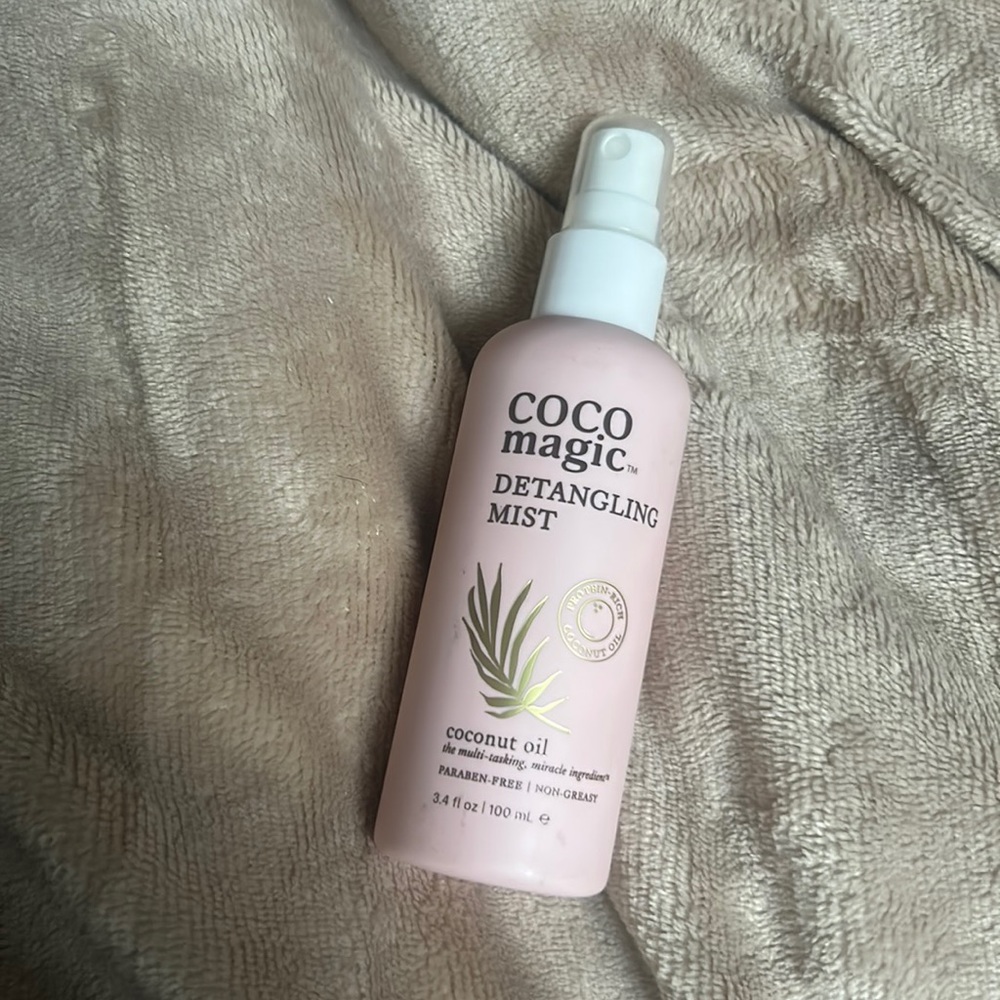 COCO
magic™
DETANGLING
MIST
PROTEIN-RICH
COCONUT OIL
coconut oil
the multi-tasking, miracle ingredient™
PARABEN-FREE | NON-GREASY
3.4 fl oz | 100 mL ℮